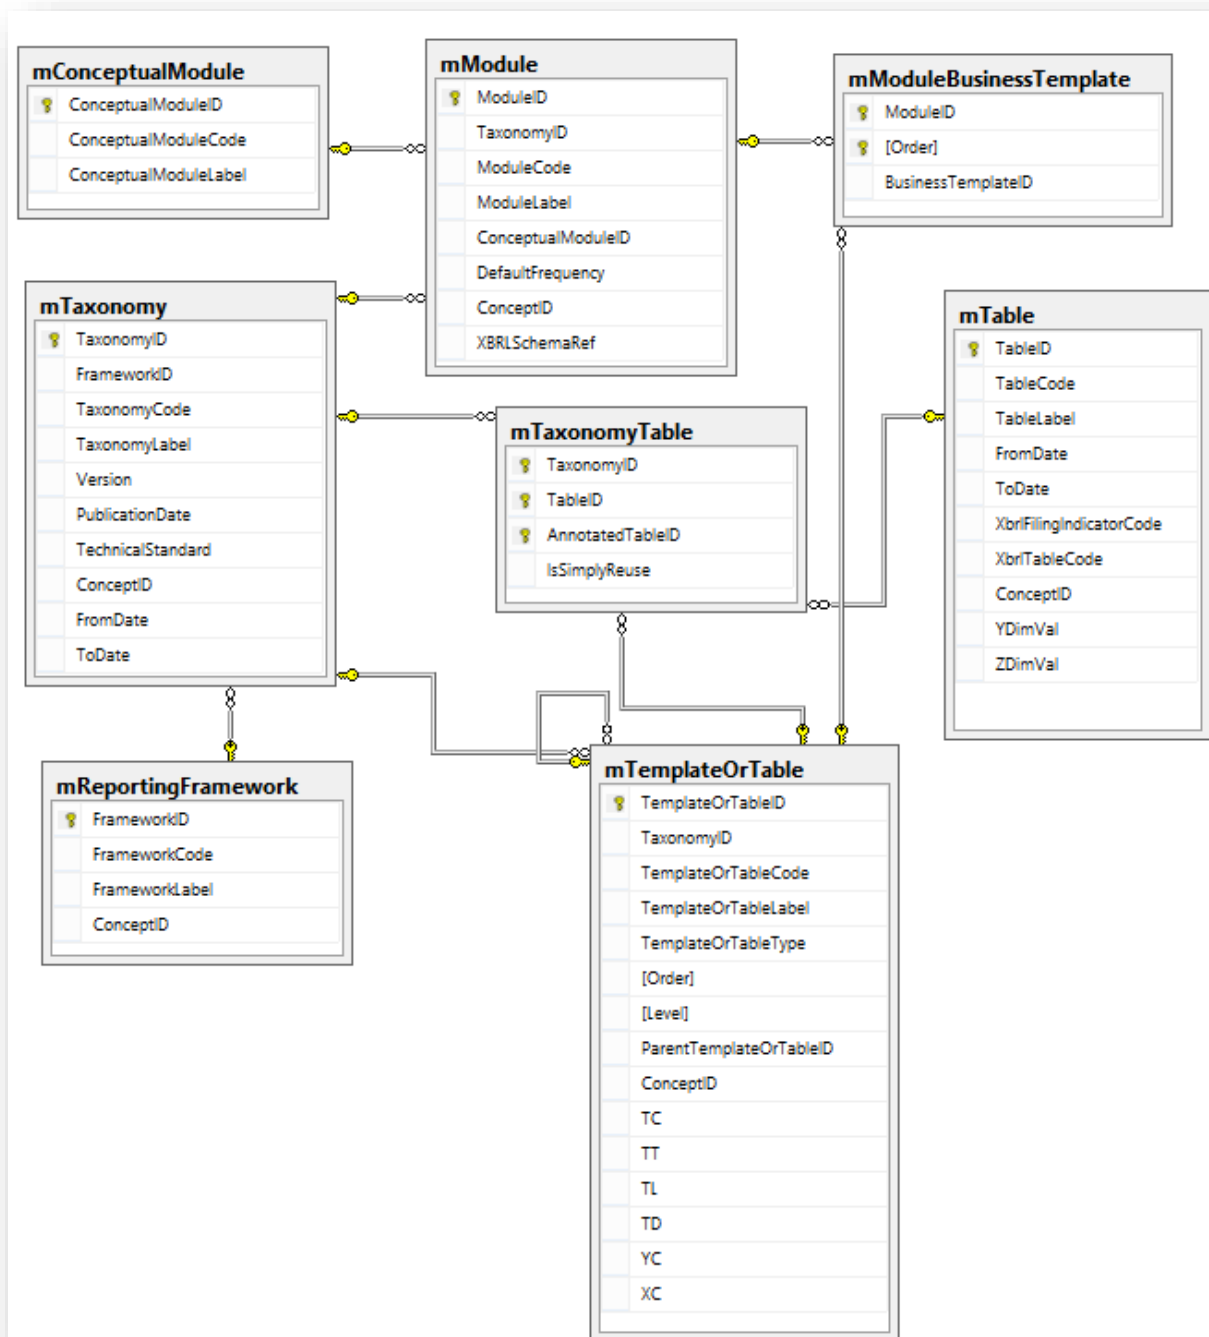 mConceptualModule
ConceptualModuleID
ConceptualModuleCode
ConceptualModuleLabel
mModule
ModuleID
TaxonomyID
ModuleCode
ModuleLabel
ConceptualModuleID
DefaultFrequency
ConceptID
XBRLSchemaRef
mModuleBusinessTemplate
ModuleID
[Order]
BusinessTemplateID
mTaxonomy
TaxonomyID
FrameworkID
TaxonomyCode
TaxonomyLabel
Version
PublicationDate
TechnicalStandard
ConceptID
FromDate
ToDate
mTaxonomyTable
TaxonomyID
TableID
AnnotatedTableID
IsSimplyReuse
mTable
TableID
TableCode
TableLabel
FromDate
ToDate
XbrlFilingIndicatorCode
XbrlTableCode
ConceptID
YDimVal
ZDimVal
mReportingFramework
FrameworkID
FrameworkCode
FrameworkLabel
ConceptID
mTemplateOrTable
TemplateOrTableID
TaxonomyID
TemplateOrTableCode
TemplateOrTableLabel
TemplateOrTableType
[Order]
[Level]
ParentTemplateOrTableID
ConceptID
TC
TT
TL
TD
YC
XC